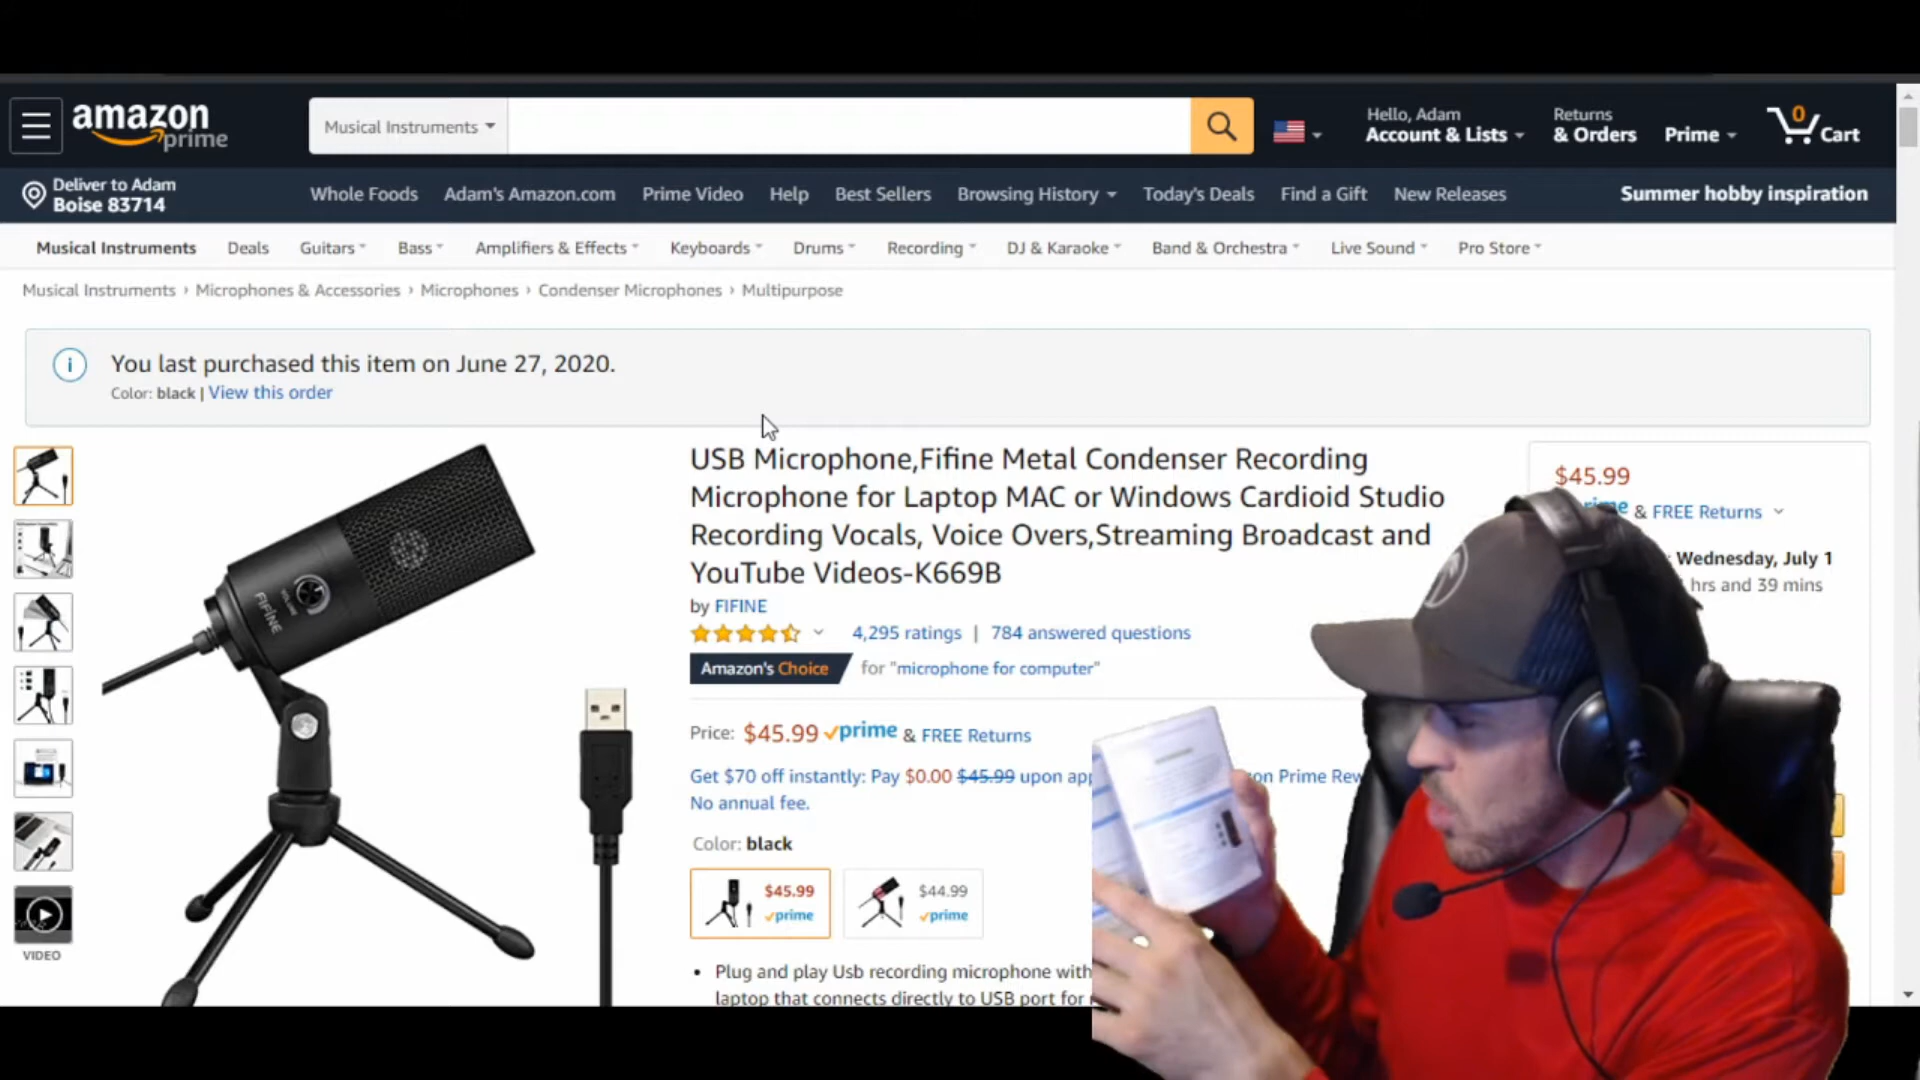 amazon
prime
Musical Instruments
Hello, Adam
Account & Lists
Returns
& Orders
Prime
0
Cart
Deliver to Adam
Boise 83714
Whole Foods
Adam's Amazon.com
Prime Video
Help
Best Sellers
Browsing History
Today's Deals
Find a Gift
New Releases
Summer hobby inspiration
Musical Instruments
Deals
Guitars
Bass
Amplifiers & Effects
Keyboards
Drums
Recording
DJ & Karaoke
Band & Orchestra
Live Sound
Pro Store
Musical Instruments › Microphones & Accessories › Microphones › Condenser Microphones › Multipurpose
You last purchased this item on June 27, 2020.
Color: black | View this order
VOLUME
FIFINE
VIDEO
USB Microphone,Fifine Metal Condenser Recording
Microphone for Laptop MAC or Windows Cardioid Studio
Recording Vocals, Voice Overs,Streaming Broadcast and
YouTube Videos-K669B
by FIFINE
4,295 ratings | 784 answered questions
Amazon's Choice for "microphone for computer"
Price: $45.99 prime & FREE Returns
Get $70 off instantly: Pay $0.00 $45.99 upon
No annual fee.
Color: black
$45.99
prime
$44.99
prime
• Plug and play Usb recording microphone with
laptop that connects directly to USB port for
$45.99
& FREE Returns
Wednesday, July 1
hrs and 39 mins